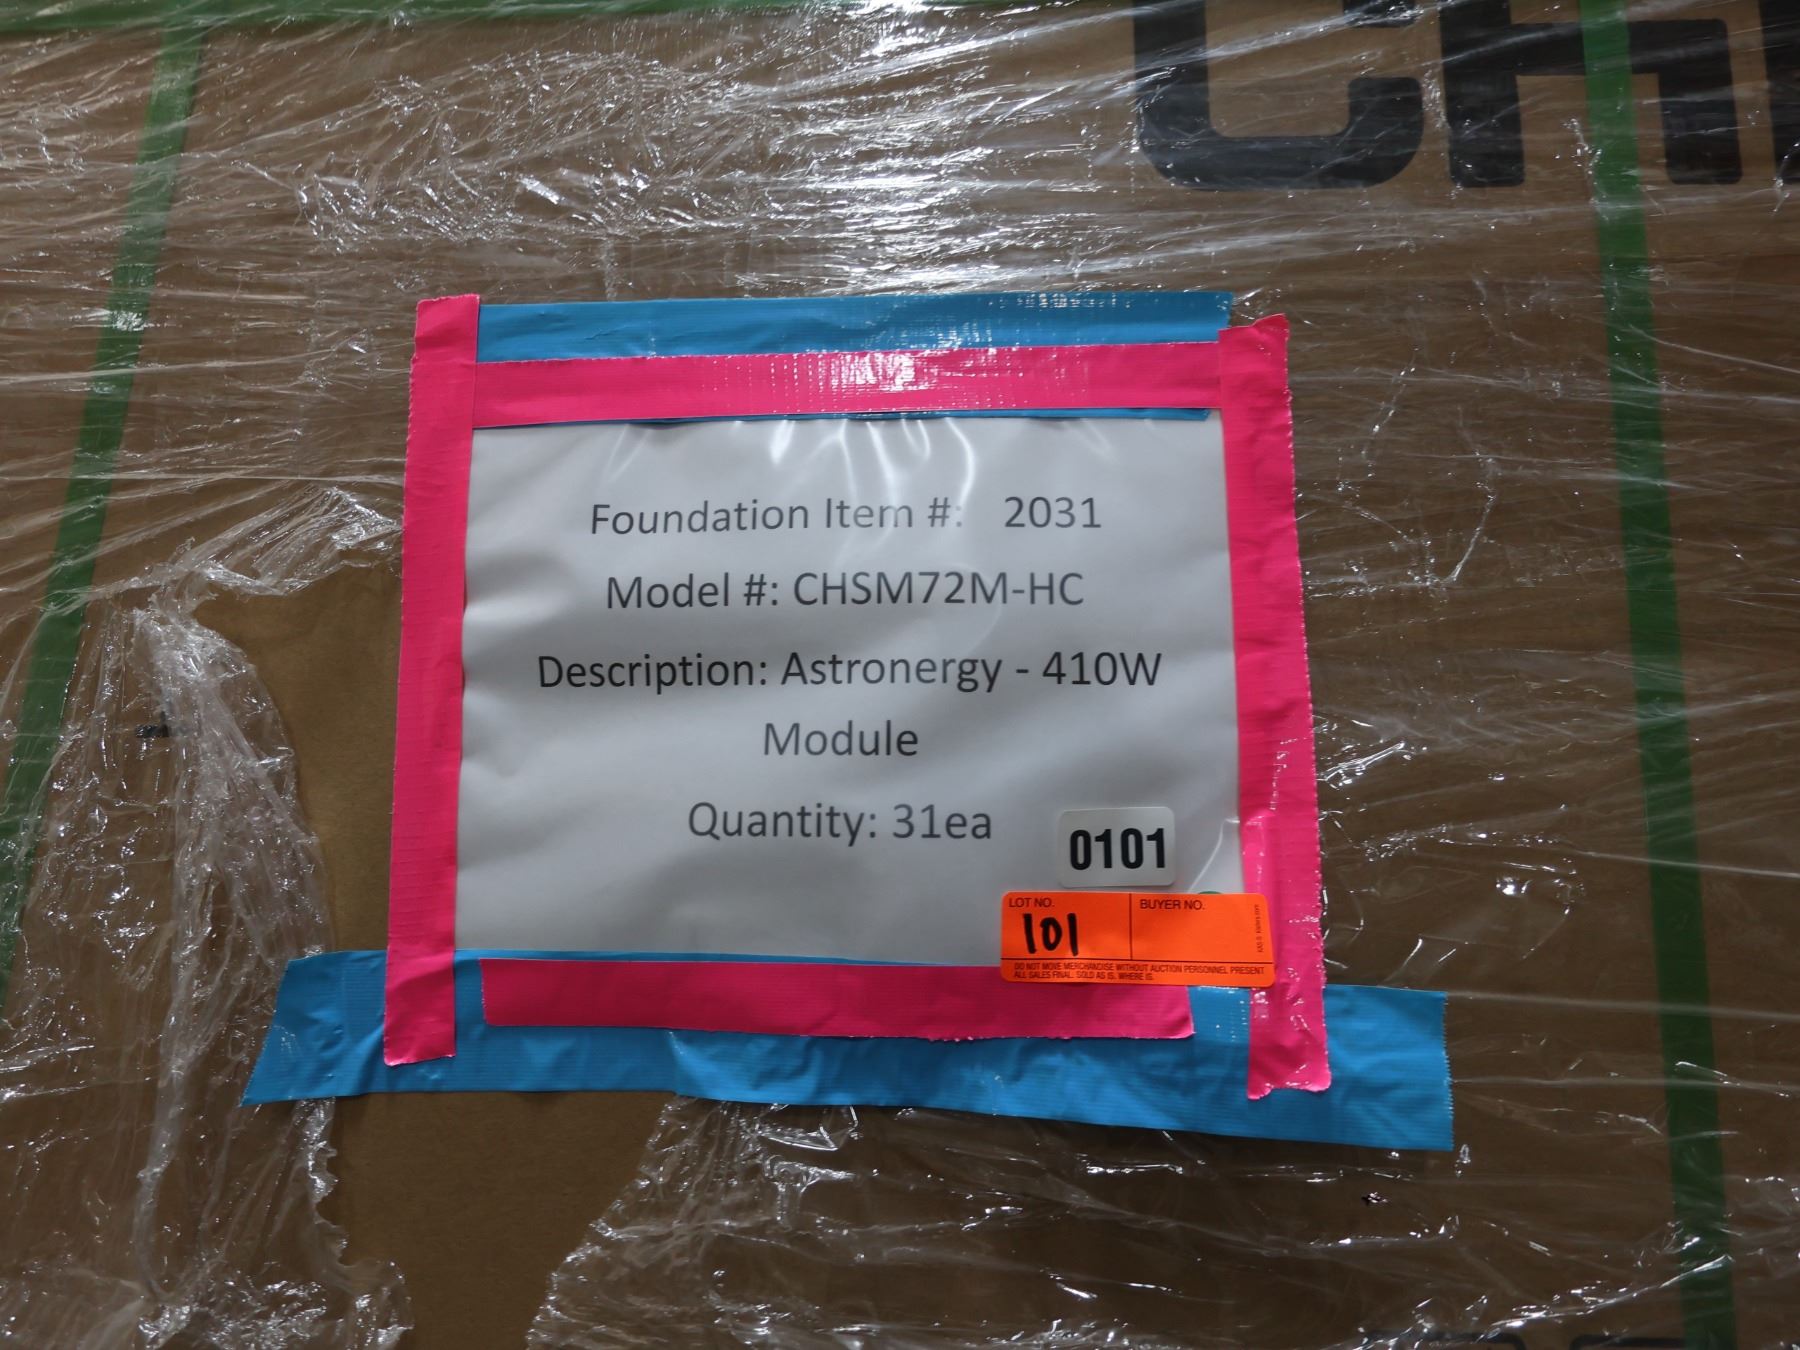 CH
Foundation Item #: 2031
Model #: CHSM72M-HC
Description: Astronergy - 410W
Module
Quantity: 31ea
0101
LOT NO.
BUYER NO.
101
DO NOT MOVE MERCHANDISE WITHOUT AUCTION PERSONNEL PRESENT
ALL SALES FINAL. SOLD AS IS, WHERE IS.